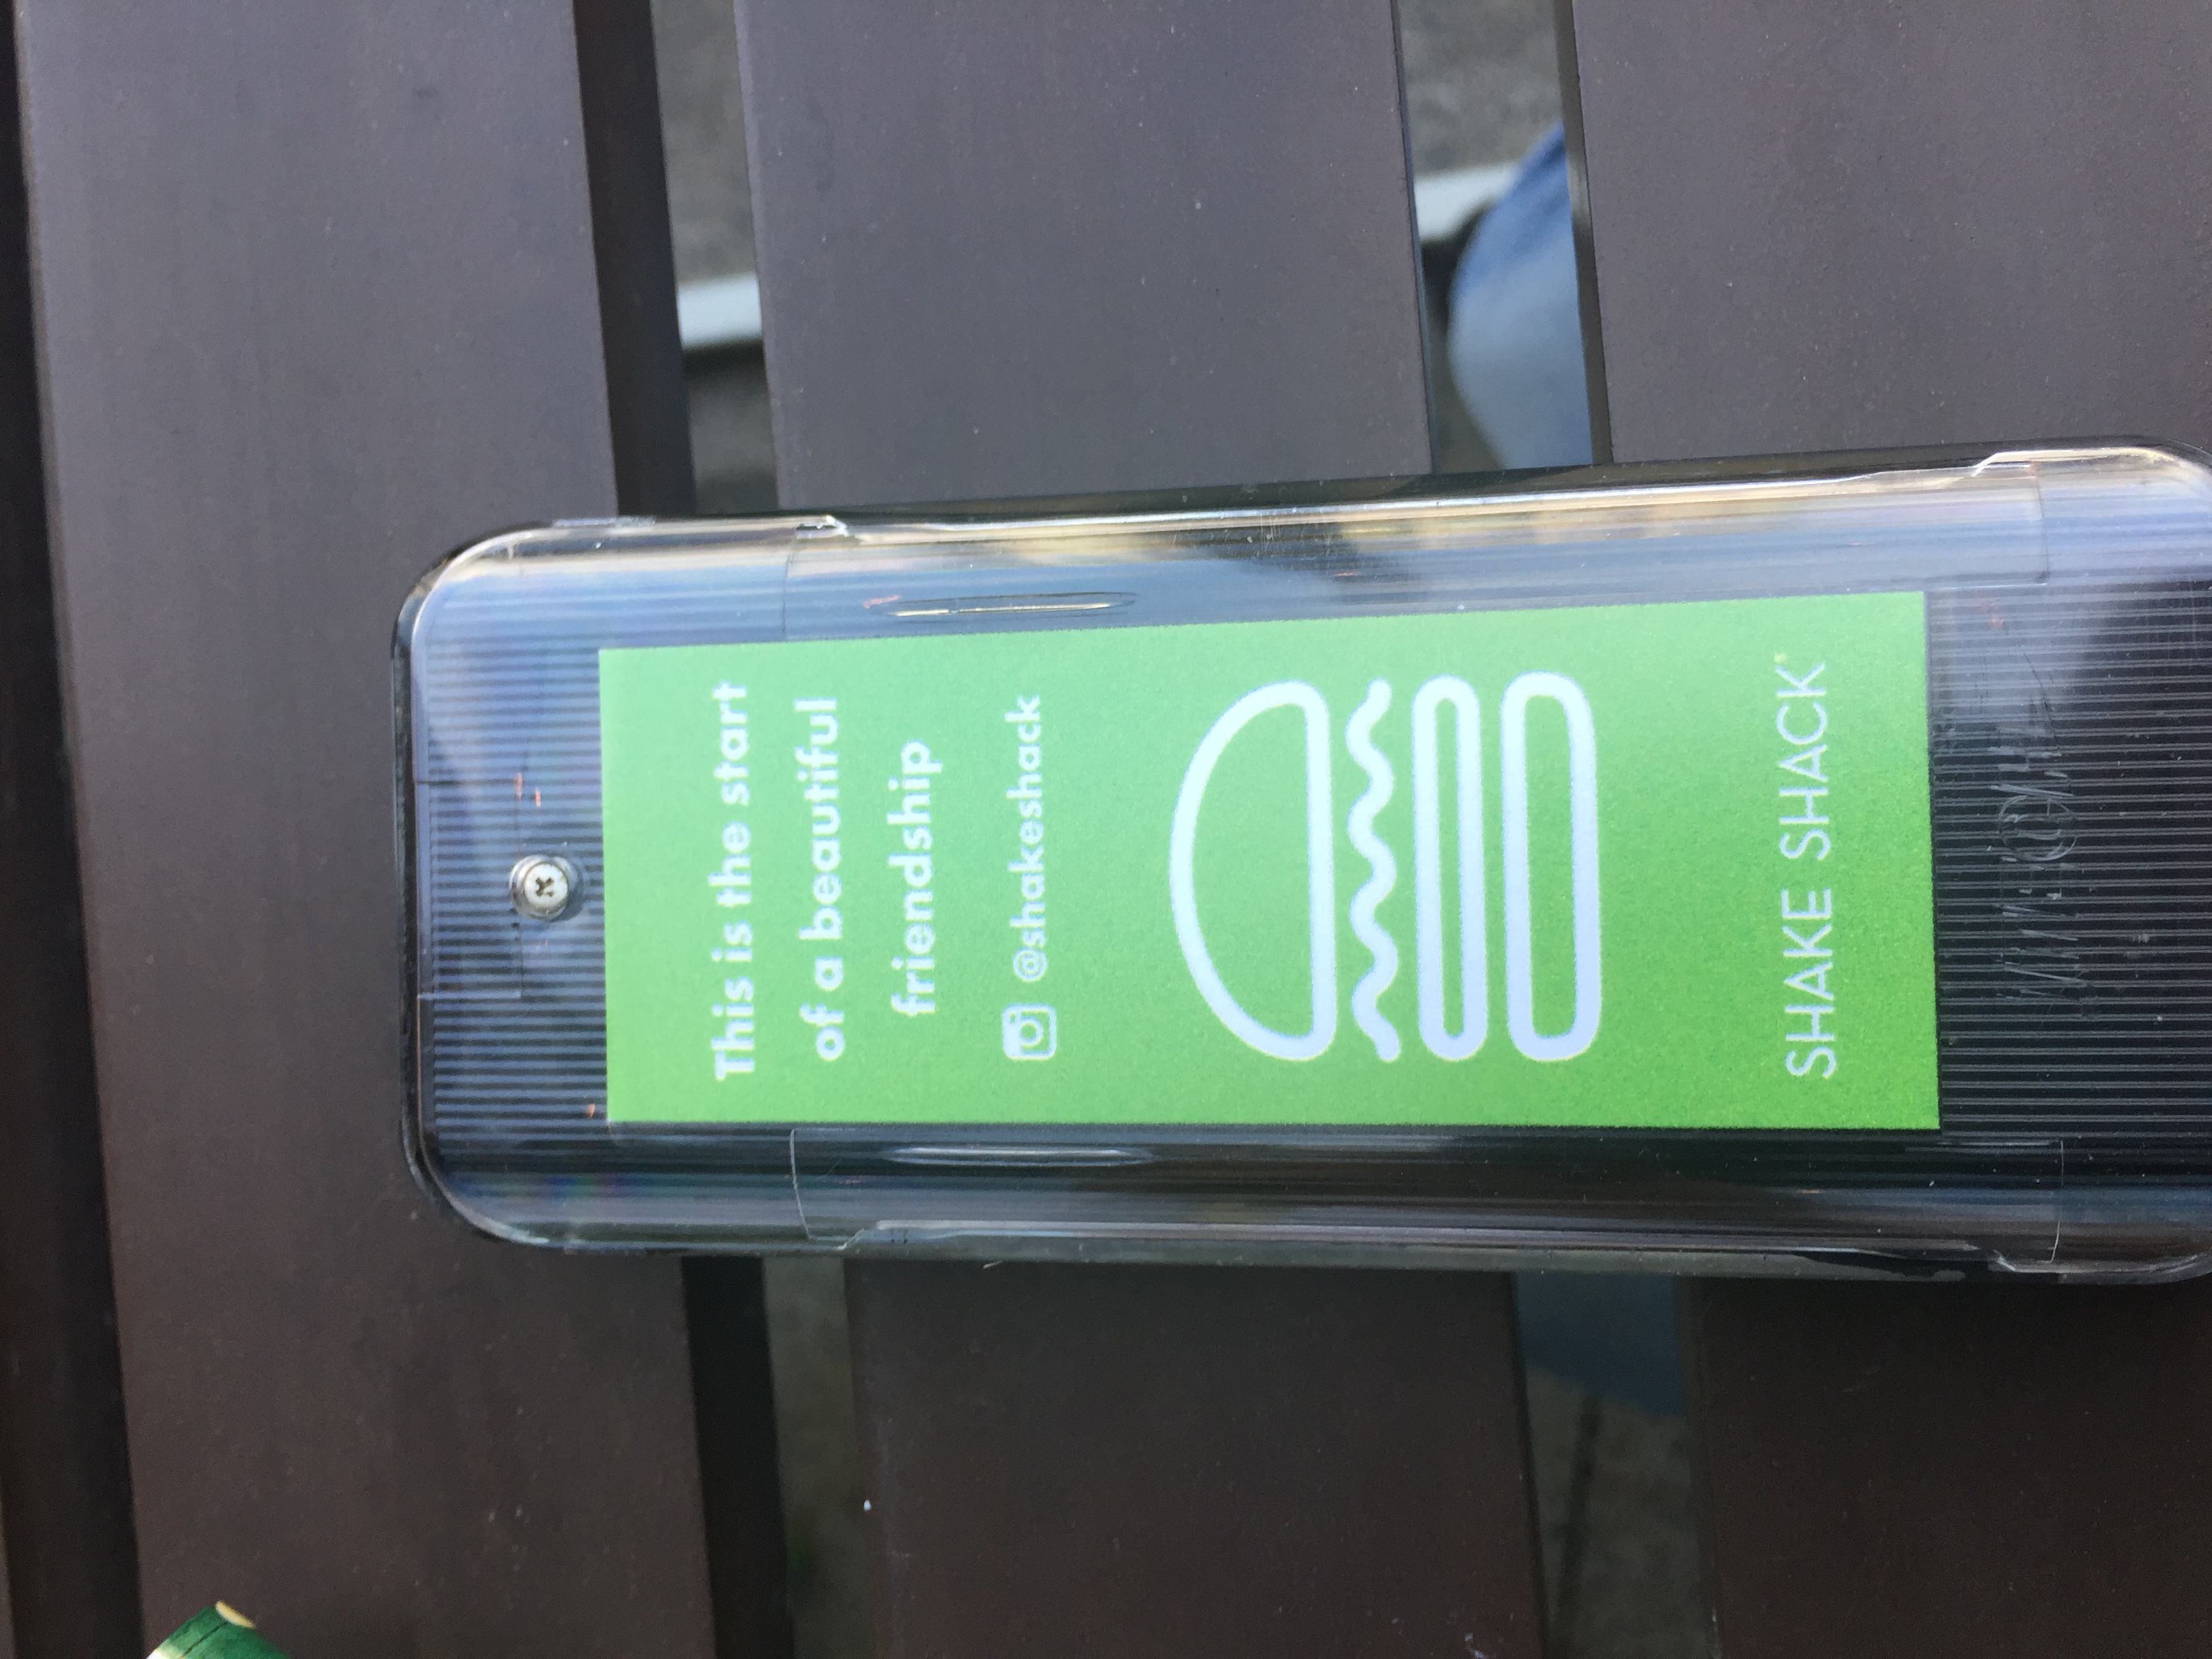 This is the start
of a beautiful
friendship
@shakeshack
SHAKE SHACK